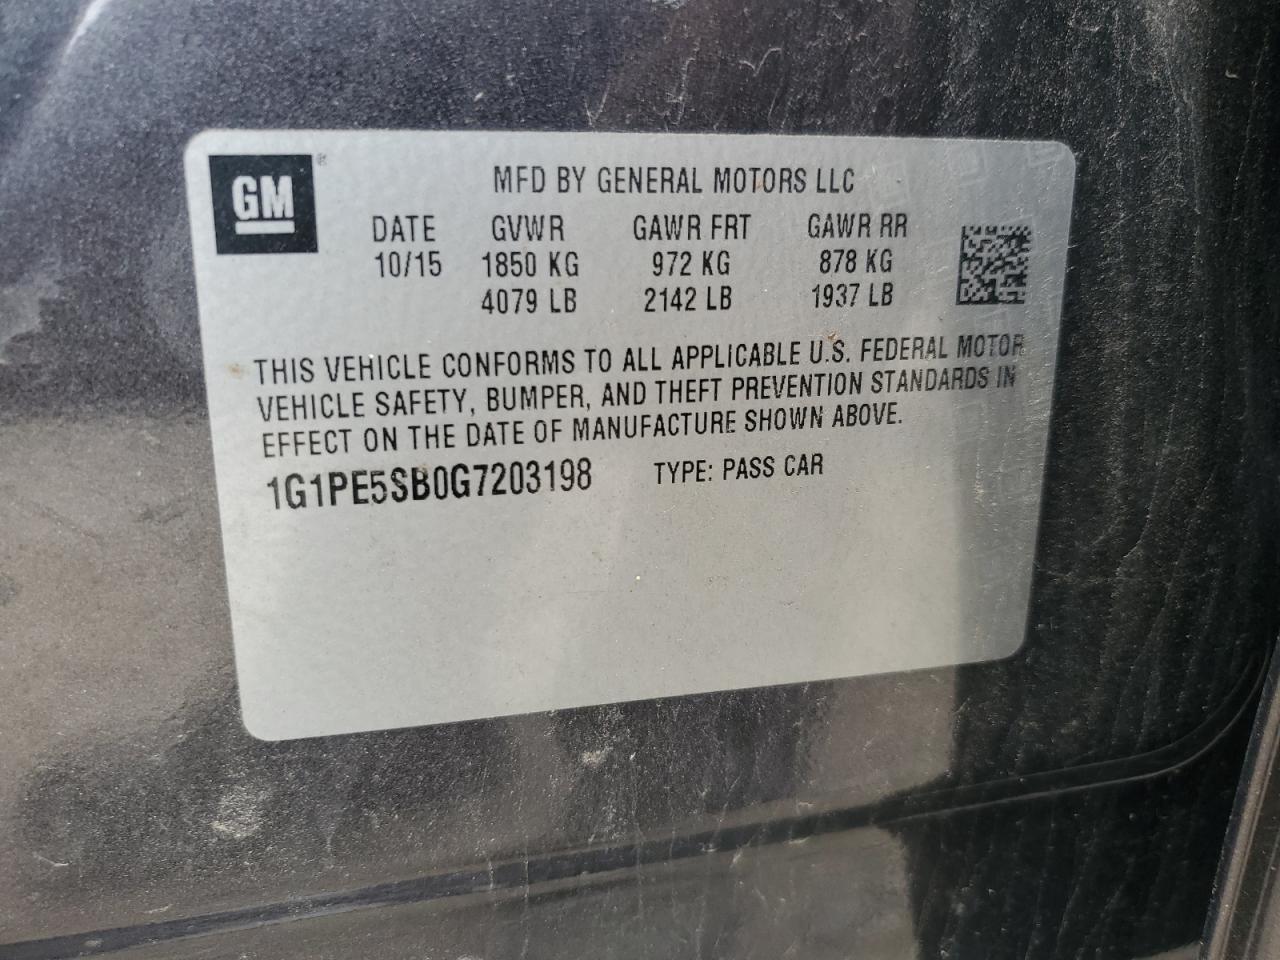 GM ®
MFD BY GENERAL MOTORS LLC
DATE GVWR GAWR FRT GAWR RR
10/15 1850 KG 972 KG 878 KG
4079 LB 2142 LB 1937 LB
THIS VEHICLE CONFORMS TO ALL APPLICABLE U.S. FEDERAL MOTOR
VEHICLE SAFETY, BUMPER, AND THEFT PREVENTION STANDARDS IN
EFFECT ON THE DATE OF MANUFACTURE SHOWN ABOVE.
1G1PE5SB0G7203198 TYPE: PASS CAR